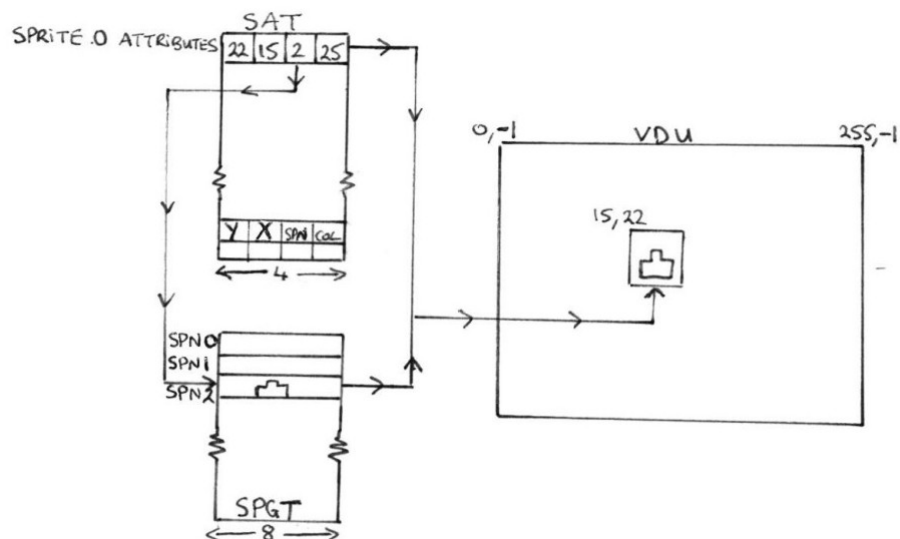 SAT
SPRITE.0 ATTRIBUTES 22 15 2 25
0,-1 VDU 255,-1
15,22
Y X SPN COL
4
SPN0
SPN1
SPN2
SPGT
8